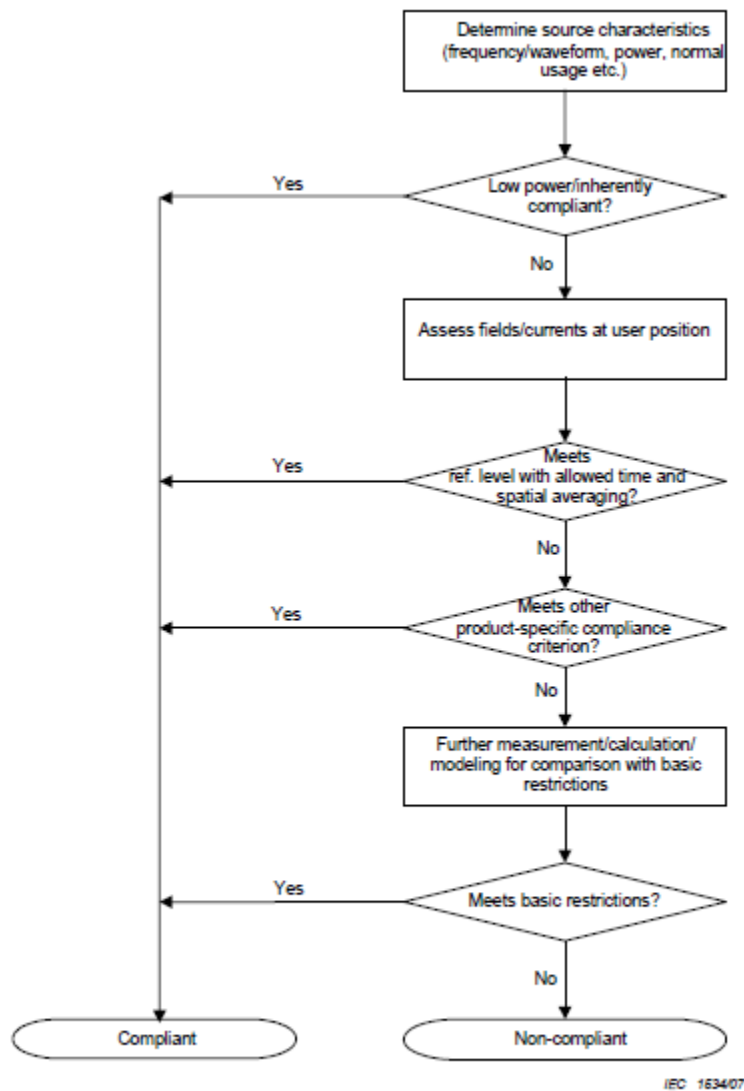 Determine source characteristics
(frequency/waveform, power, normal
usage etc.)
Yes
Low power/inherently
compliant?
No
Assess fields/currents at user position
Yes
Meets
ref. level with allowed time and
spatial averaging?
No
Yes
Meets other
product-specific compliance
criterion?
No
Further measurement/calculation/
modeling for comparison with basic
restrictions
Yes
Meets basic restrictions?
No
Compliant
Non-compliant
IEC 1634/07